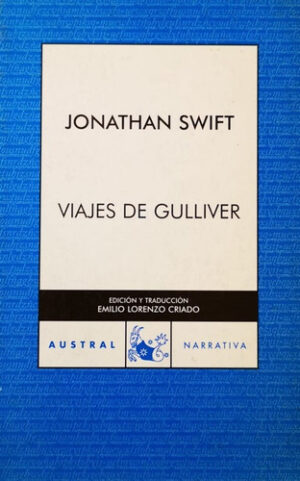 JONATHAN SWIFT
VIAJES DE GULLIVER
EDICIÓN Y TRADUCCIÓN
EMILIO LORENZO CRIADO
AUSTRAL NARRATIVA